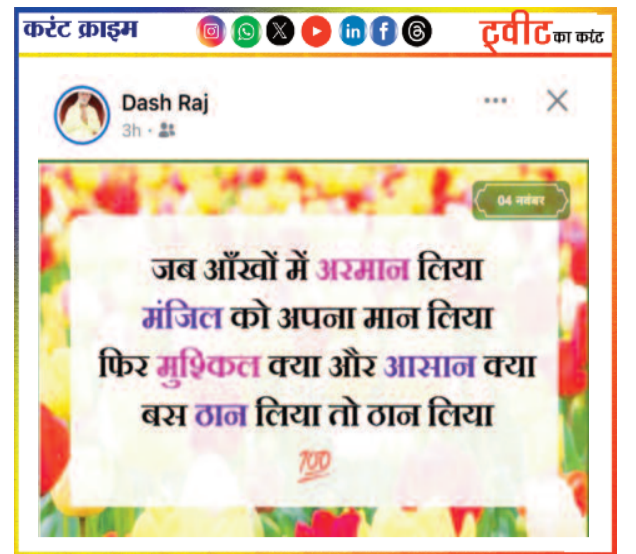 करंट क्राइम
ट्वीट का करंट
Dash Raj
3h
04 नवंबर
जब आँखों में अरमान लिया
मंजिल को अपना मान लिया
फिर मुश्किल क्या और आसान क्या
बस ठान लिया तो ठान लिया
100